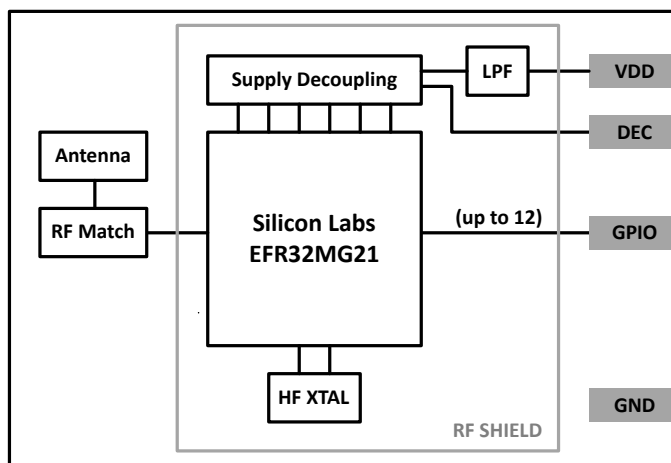 Supply Decoupling
LPF
VDD
DEC
Antenna
RF Match
Silicon Labs
EFR32MG21
(up to 12)
GPIO
HF XTAL
GND
RF SHIELD